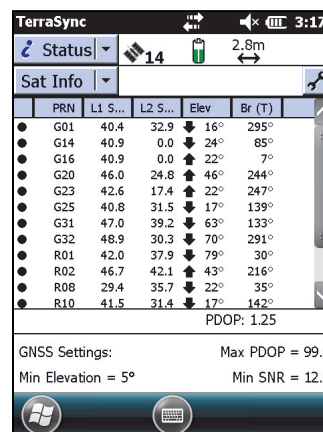 TerraSync 3:17
Status 14 2.8m
Sat Info
PRN L1 S... L2 S... Elev Br (T)
G01 40.4 32.9 16° 295°
G14 40.9 0.0 24° 85°
G16 40.9 0.0 22° 7°
G20 46.0 24.8 46° 244°
G23 42.6 17.4 22° 247°
G25 40.8 31.5 17° 139°
G31 47.0 39.2 63° 133°
G32 48.9 30.3 70° 291°
R01 42.0 37.9 79° 30°
R02 46.7 42.1 43° 216°
R08 29.4 35.7 22° 35°
R10 41.5 31.4 17° 142°
PDOP: 1.25
GNSS Settings: Max PDOP = 99.
Min Elevation = 5° Min SNR = 12.